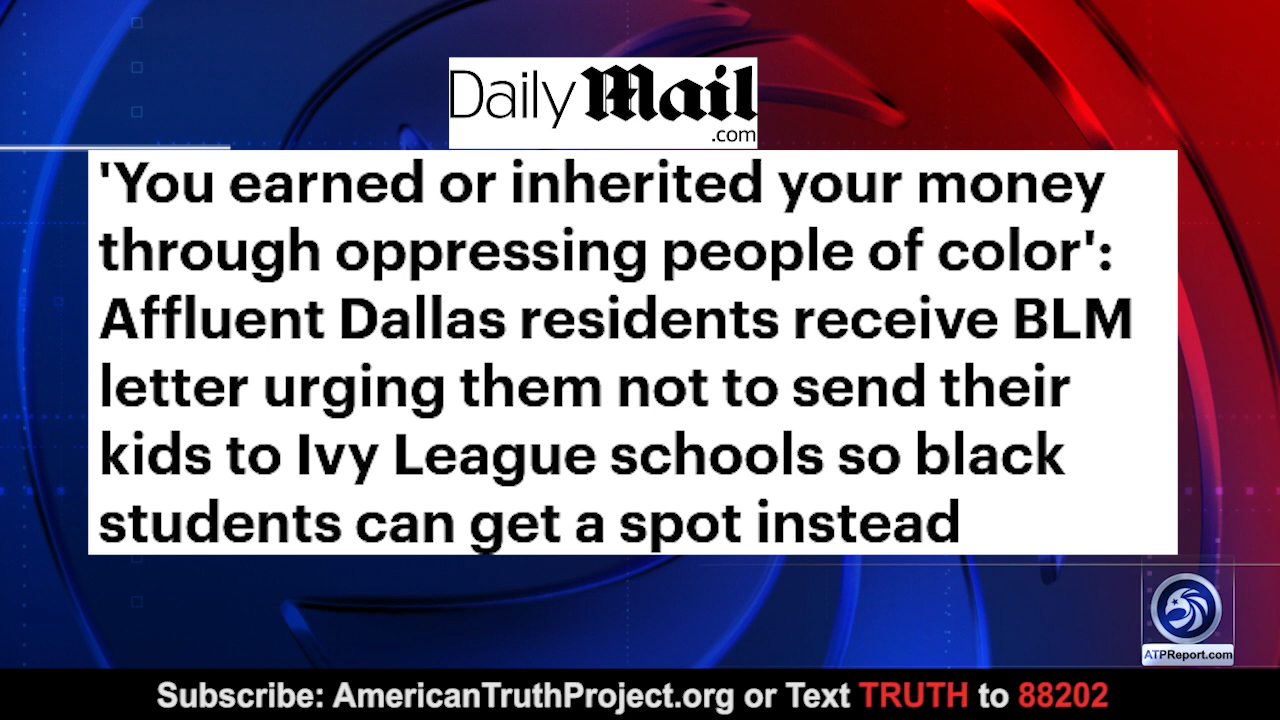 Daily Mail
.com
'You earned or inherited your money
through oppressing people of color':
Affluent Dallas residents receive BLM
letter urging them not to send their
kids to Ivy League schools so black
students can get a spot instead
ATPReport.com
Subscribe: AmericanTruthProject.org or Text TRUTH to 88202